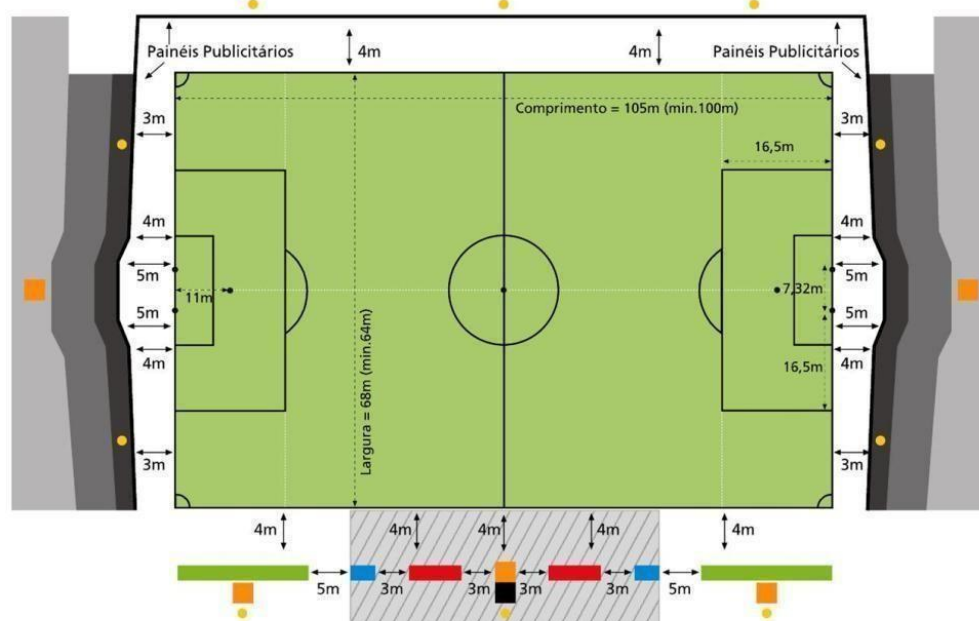 4m
4m
Painéis Publicitários
Painéis Publicitários
Comprimento = 105m (min.100m)
3m
3m
16,5m
4m
4m
5m
5m
11m
7,32m
5m
5m
4m
4m
16,5m
Largura = 68m (min.64m)
3m
3m
4m
4m
4m
4m
4m
5m
3m
3m
3m
3m
5m